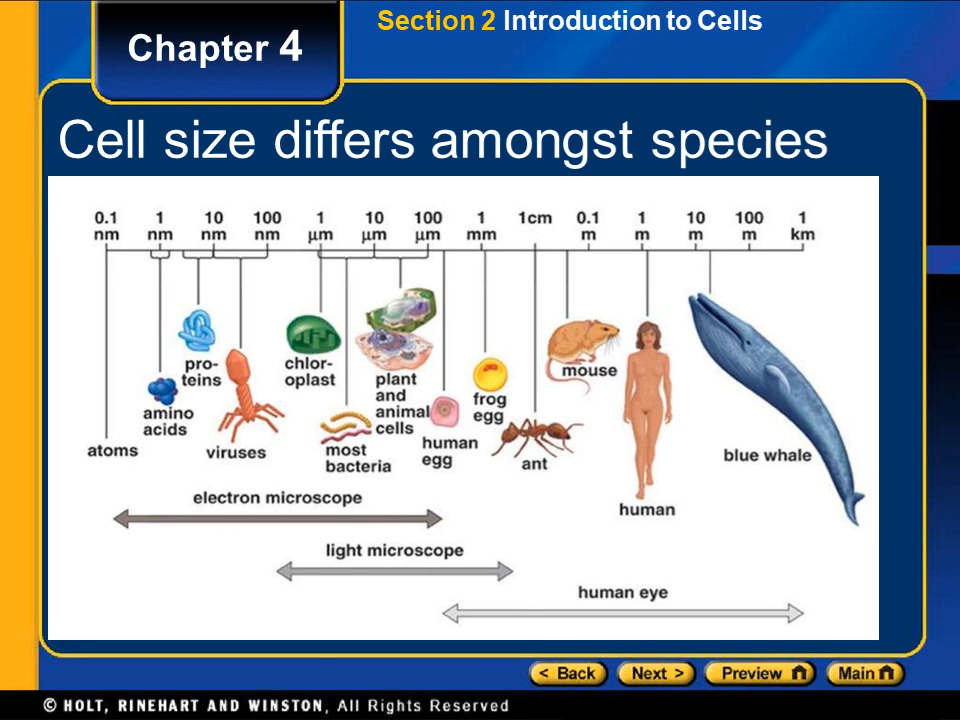 Section 2 Introduction to Cells
Chapter 4
Cell size differs amongst species
0.1 nm
1 nm
10 nm
100 nm
1 µm
10 µm
100 µm
1 mm
1cm
0.1 m
1 m
10 m
100 m
1 km
pro-
teins
chlor-
oplast
plant
and
animal
cells
frog
egg
mouse
amino
acids
atoms
viruses
most
bacteria
human
egg
ant
blue whale
human
electron microscope
light microscope
human eye
< Back
Next >
Preview
Main
© HOLT, RINEHART AND WINSTON, All Rights Reserved